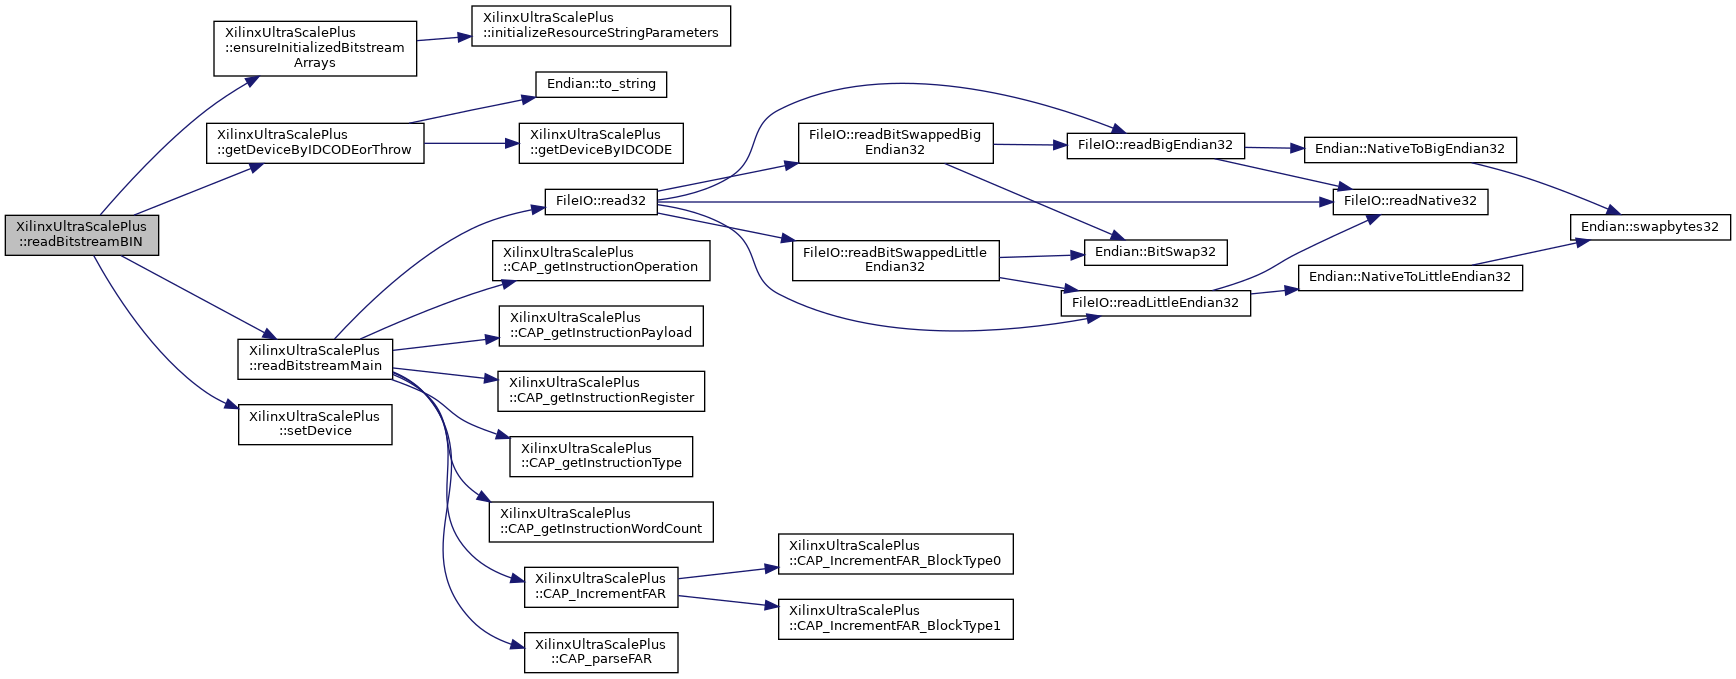 XilinxUltraScalePlus
::readBitstreamBIN
XilinxUltraScalePlus
::ensureInitializedBitstream
Arrays
XilinxUltraScalePlus
::initializeResourceStringParameters
XilinxUltraScalePlus
::getDeviceByIDCODEorThrow
Endian::to_string
XilinxUltraScalePlus
::getDeviceByIDCODE
XilinxUltraScalePlus
::readBitstreamMain
XilinxUltraScalePlus
::setDevice
FileIO::read32
XilinxUltraScalePlus
::CAP_getInstructionOperation
XilinxUltraScalePlus
::CAP_getInstructionPayload
XilinxUltraScalePlus
::CAP_getInstructionRegister
XilinxUltraScalePlus
::CAP_getInstructionType
XilinxUltraScalePlus
::CAP_getInstructionWordCount
XilinxUltraScalePlus
::CAP_IncrementFAR
XilinxUltraScalePlus
::CAP_parseFAR
FileIO::readBitSwappedBig
Endian32
FileIO::readBitSwappedLittle
Endian32
XilinxUltraScalePlus
::CAP_IncrementFAR_BlockType0
XilinxUltraScalePlus
::CAP_IncrementFAR_BlockType1
FileIO::readBigEndian32
Endian::BitSwap32
FileIO::readLittleEndian32
Endian::NativeToBigEndian32
FileIO::readNative32
Endian::NativeToLittleEndian32
Endian::swapbytes32